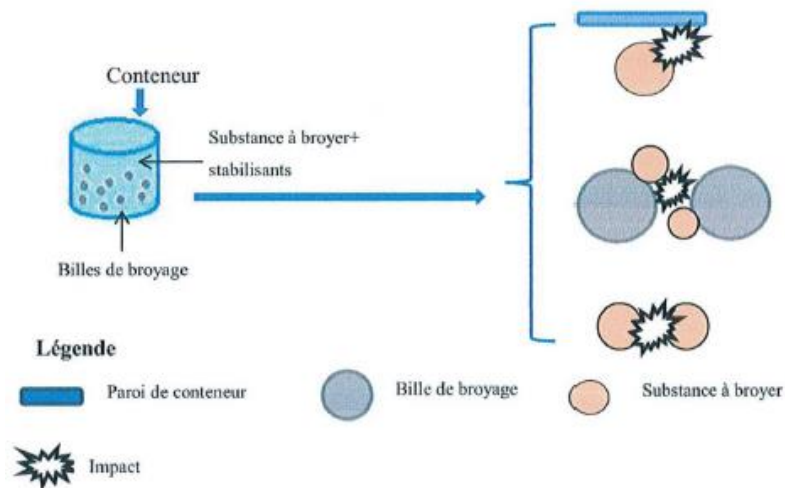 Conteneur
Substance à broyer+
stabilisants
Billes de broyage
Légende
Paroi de conteneur
Bille de broyage
Substance à broyer
Impact